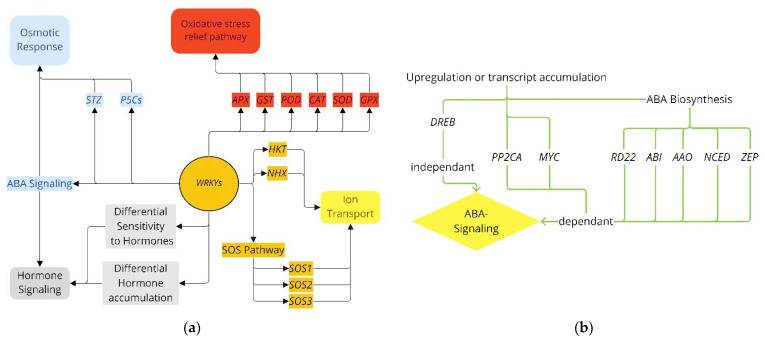 Osmotic
Response
Oxidative stress
relief pathway
STZ
P5Cs
APX
GST
POD
CAT
SOD
GPX
HKT
NHX
WRKYs
ABA Signaling
Ion
Transport
Differential
Sensitivity
to Hormones
SOS Pathway
Hormone
Signaling
Differential
Hormone
accumulation
SOS1
SOS2
SOS3
(a)
Upregulation or transcript accumulation
ABA Biosynthesis
DREB
PP2CA
MYC
RD22
ABI
AAO
NCED
ZEP
independant
ABA-
Signaling
dependant
(b)